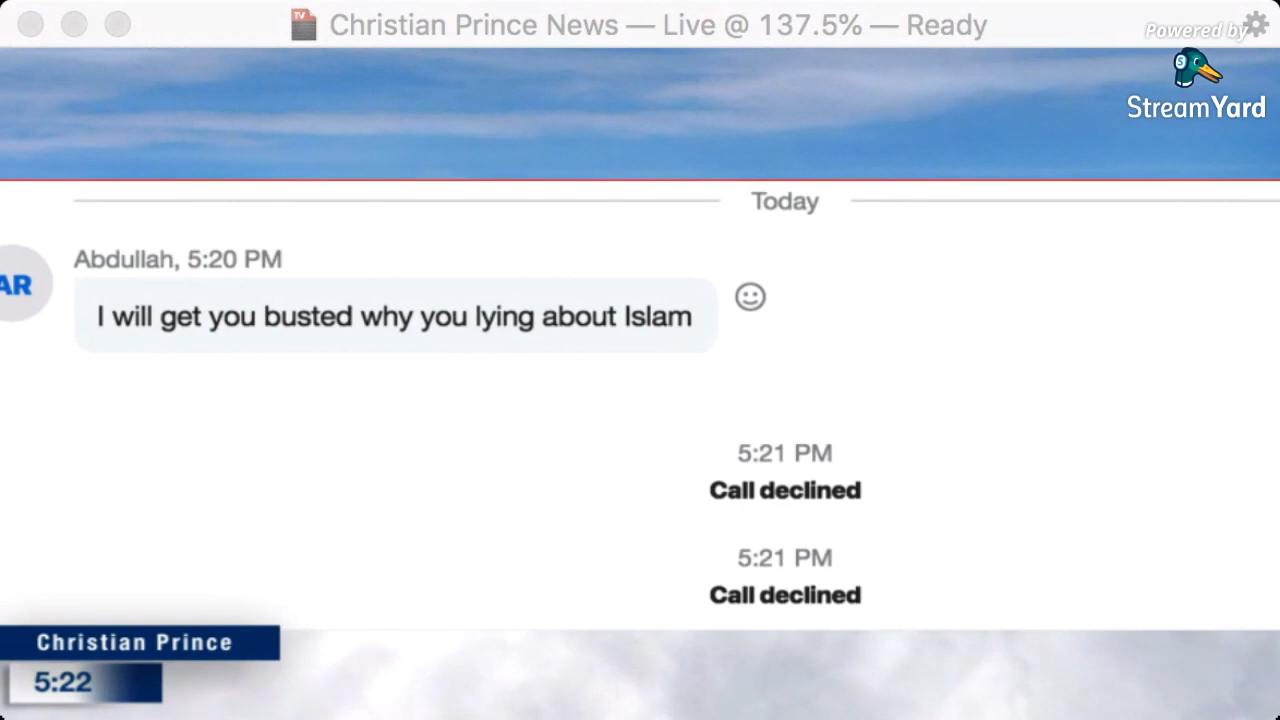 TV
Christian Prince News — Live @ 137.5% — Ready
Powered by
S
StreamYard
Today
Abdullah, 5:20 PM
AR
I will get you busted why you lying about Islam
5:21 PM
Call declined
5:21 PM
Call declined
Christian Prince
5:22